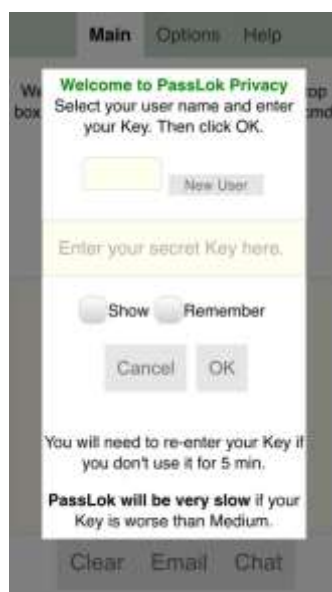 Main Options Help
Welcome to PassLok Privacy
Select your user name and enter
your Key. Then click OK.
New User
Enter your secret Key here.
Show Remember
Cancel OK
You will need to re-enter your Key if
you don't use it for 5 min.
PassLok will be very slow if your
Key is worse than Medium.
Clear Email Chat